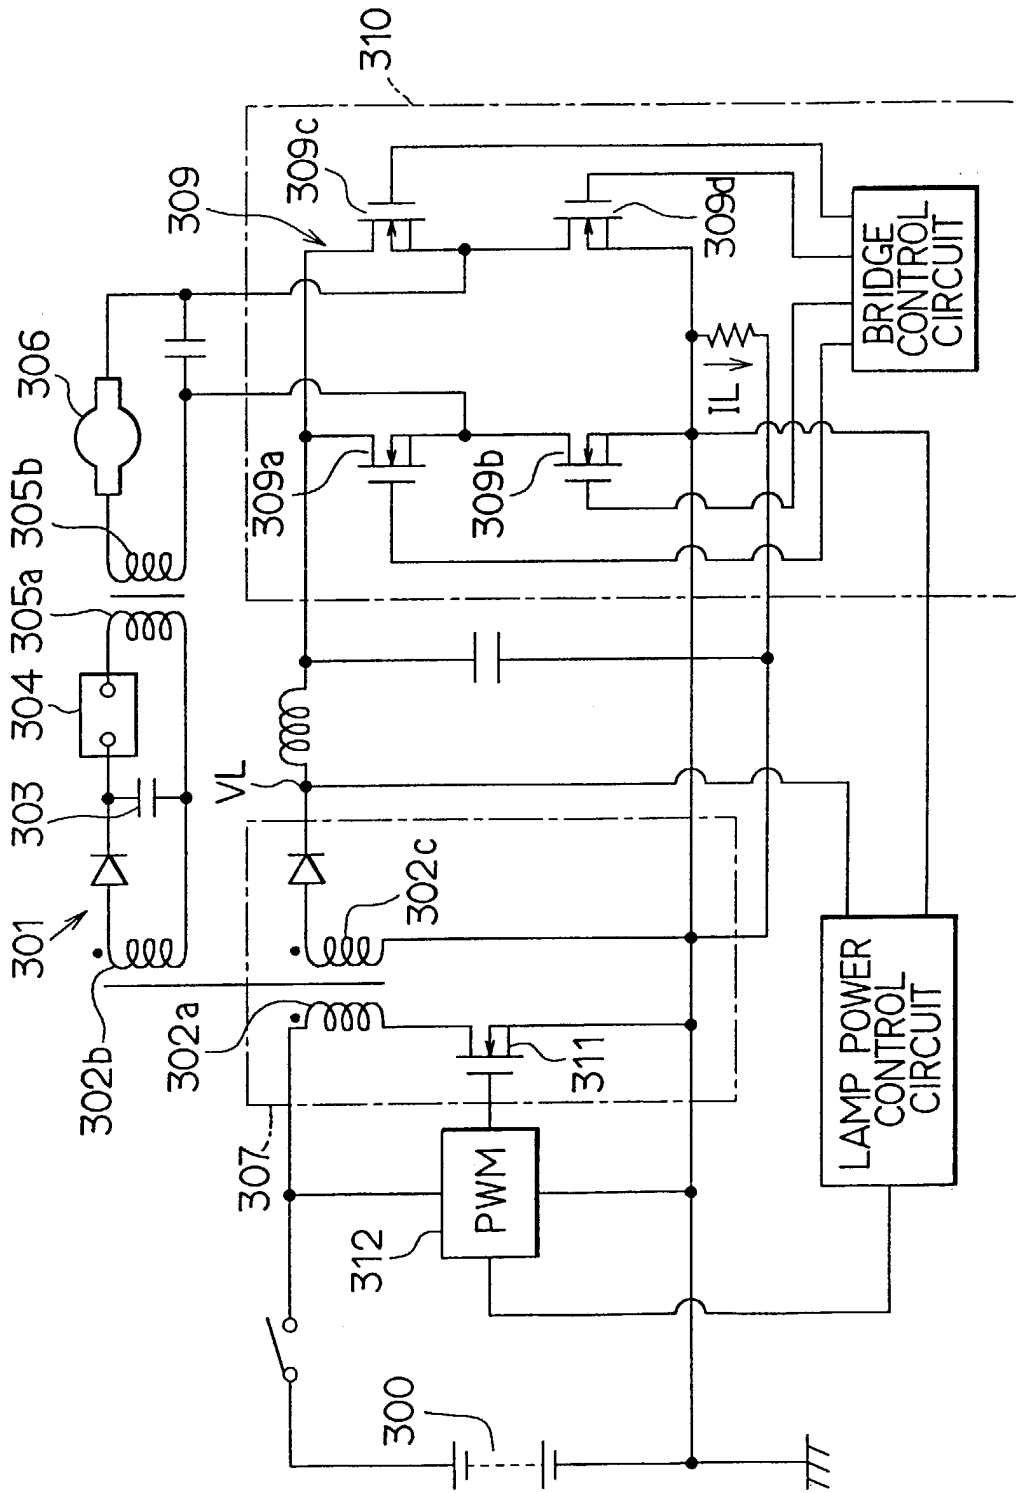 301
303
304
305a
305b
306
302b
302a
302c
VL
307
309
310
309a
309c
309b
309d
IL
311
312
PWM
300
LAMP POWER
CONTROL
CIRCUIT
BRIDGE
CONTROL
CIRCUIT